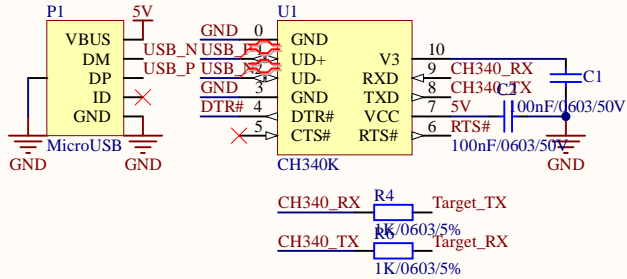 P1
5V
VBUS
DM
DP
ID
GND
USB_N
USB_P
GND
GND
MicroUSB
U1
GND 0 GND
USB_P 1 UD+
USB_N 2 UD-
GND 3 GND
DTR# 4 DTR#
5 CTS#
V3 10
RXD 9 CH340_RX
TXD 8 CH340_TX
VCC 7 5V
RTS# 6 RTS#
CH340K
C1
100nF/0603/50V
C2
100nF/0603/50V
GND
CH340_RX R4 Target_TX
1K/0603/5%
CH340_TX R6 Target_RX
1K/0603/5%